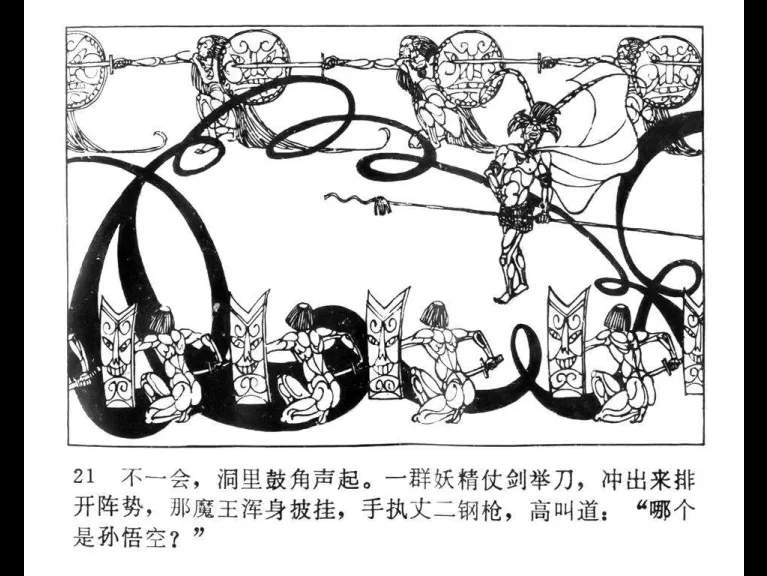 21 不一会，洞里鼓角声起。一群妖精仗剑举刀，冲出来排
开阵势，那魔王浑身披挂，手执丈二钢枪，高叫道：“哪个
是孙悟空？”